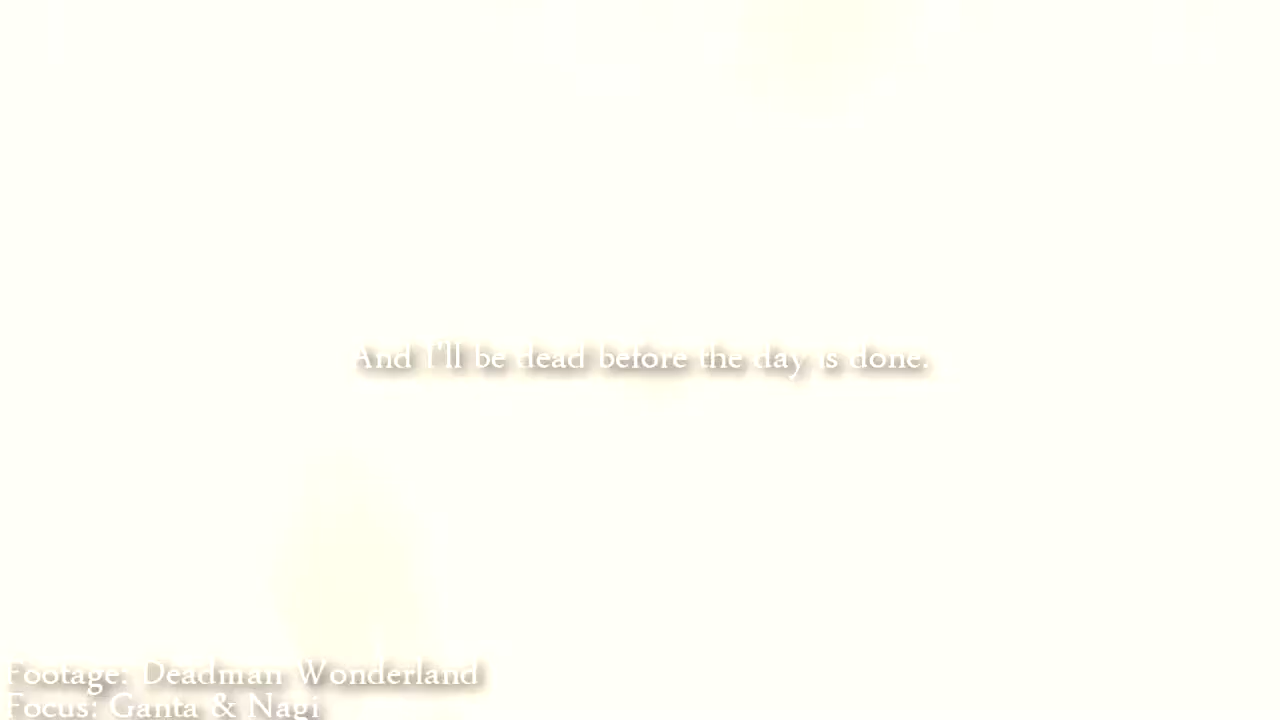 And I'll be dead before the day is done.
Footage: Deadman Wonderland
Focus: Ganta & Nagi